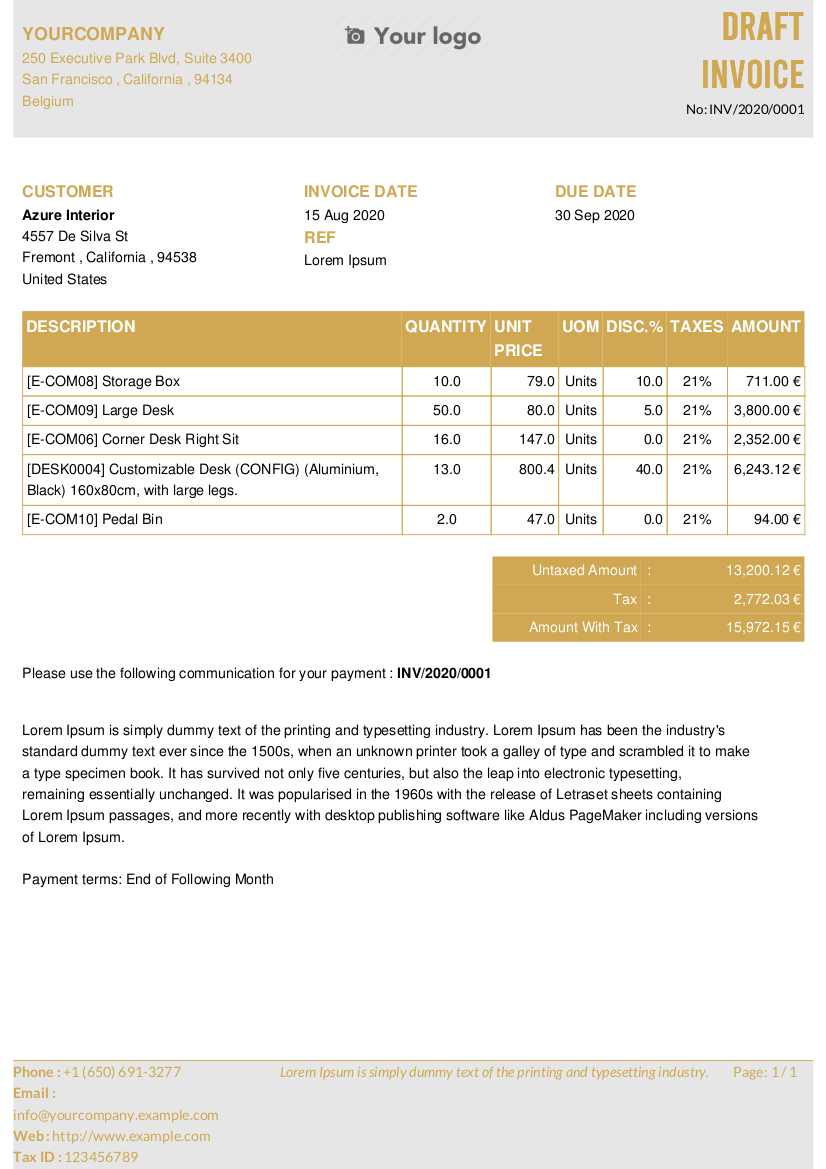 YOURCOMPANY
250 Executive Park Blvd, Suite 3400
San Francisco , California , 94134
Belgium
Your logo
DRAFT
INVOICE
No: INV/2020/0001
CUSTOMER
Azure Interior
4557 De Silva St
Fremont , California , 94538
United States
INVOICE DATE
15 Aug 2020
REF
Lorem Ipsum
DUE DATE
30 Sep 2020
DESCRIPTION QUANTITY UNIT PRICE UOM DISC.% TAXES AMOUNT
[E-COM08] Storage Box 10.0 79.0 Units 10.0 21% 711.00 €
[E-COM09] Large Desk 50.0 80.0 Units 5.0 21% 3,800.00 €
[E-COM06] Corner Desk Right Sit 16.0 147.0 Units 0.0 21% 2,352.00 €
[DESK0004] Customizable Desk (CONFIG) (Aluminium, 13.0 800.4 Units 40.0 21% 6,243.12 €
Black) 160x80cm, with large legs.
[E-COM10] Pedal Bin 2.0 47.0 Units 0.0 21% 94.00 €
Untaxed Amount : 13,200.12 €
Tax : 2,772.03 €
Amount With Tax : 15,972.15 €
Please use the following communication for your payment : INV/2020/0001
Lorem Ipsum is simply dummy text of the printing and typesetting industry. Lorem Ipsum has been the industry's
standard dummy text ever since the 1500s, when an unknown printer took a galley of type and scrambled it to make
a type specimen book. It has survived not only five centuries, but also the leap into electronic typesetting,
remaining essentially unchanged. It was popularised in the 1960s with the release of Letraset sheets containing
Lorem Ipsum passages, and more recently with desktop publishing software like Aldus PageMaker including versions
of Lorem Ipsum.
Payment terms: End of Following Month
Phone : +1 (650) 691-3277
Email :
info@yourcompany.example.com
Web : http://www.example.com
Tax ID : 123456789
Lorem Ipsum is simply dummy text of the printing and typesetting industry.
Page: 1 / 1